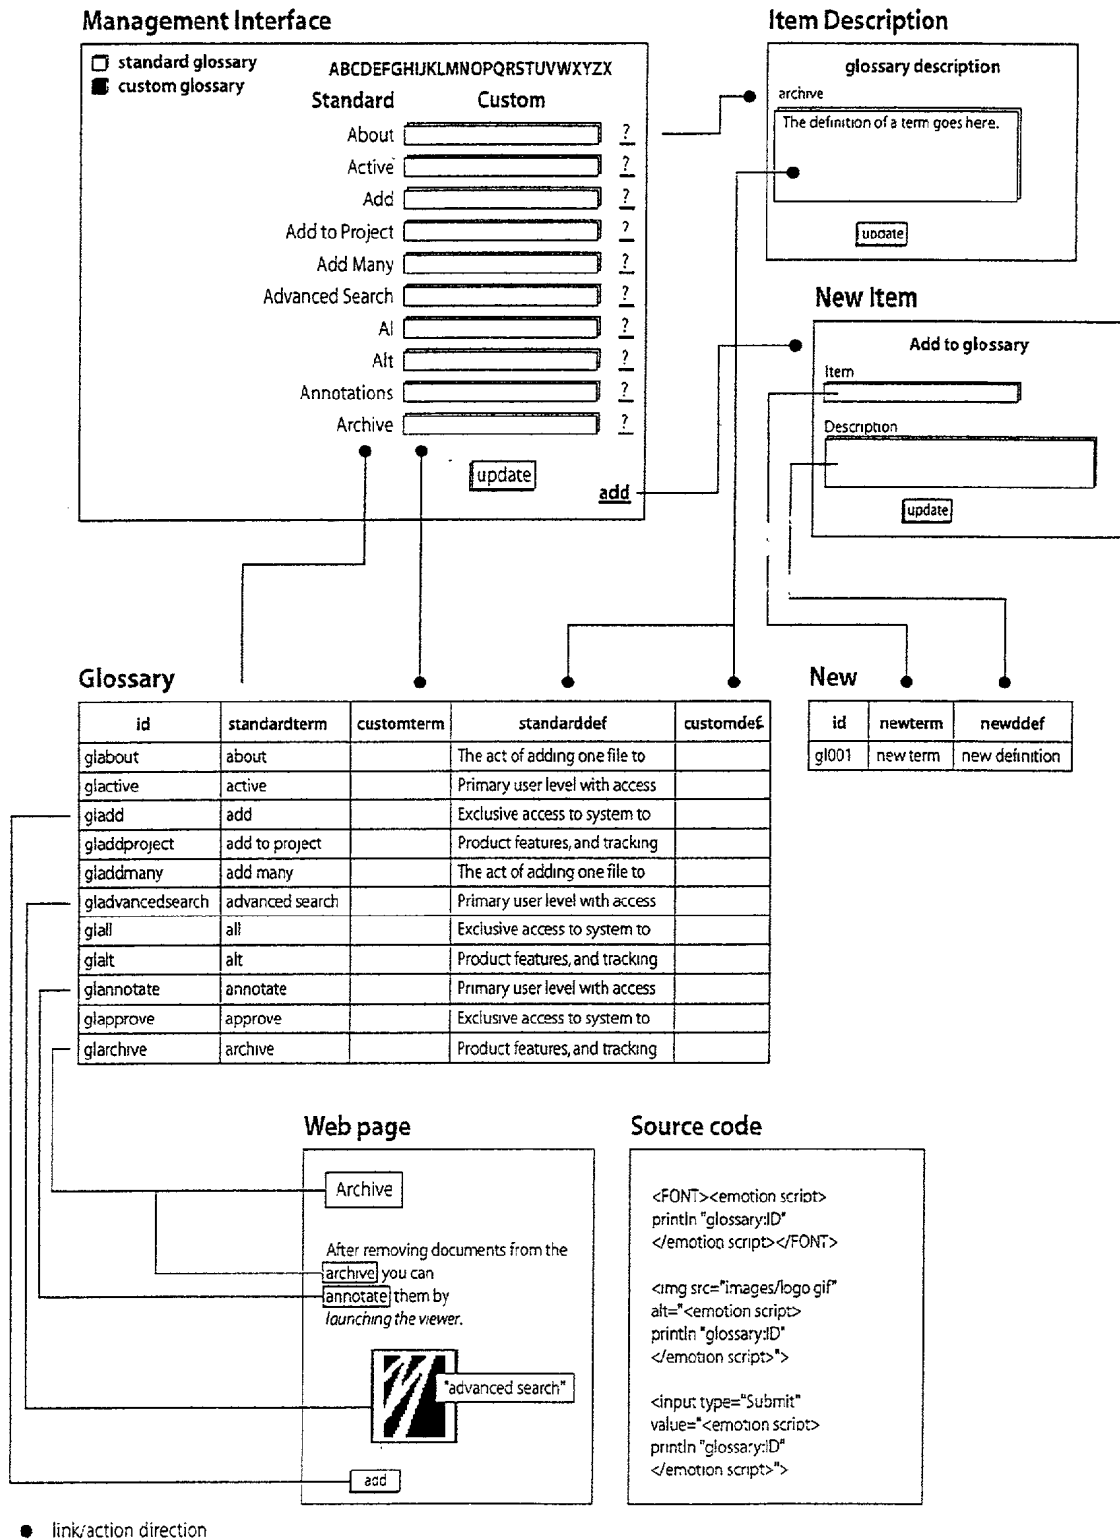 Management Interface
standard glossary
custom glossary
ABCDEFGHIJKLMNOPQRSTUVWXYZX
Standard Custom
About ?
Active ?
Add ?
Add to Project ?
Add Many ?
Advanced Search ?
Al ?
Alt ?
Annotations ?
Archive ?
update
add
Item Description
glossary description
archive
The definition of a term goes here.
update
New Item
Add to glossary
Item
Description
update
Glossary
id standardterm customterm standarddef customdef
glabout about The act of adding one file to
glactive active Primary user level with access
gladd add Exclusive access to system to
gladdproject add to project Product features, and tracking
gladdmany add many The act of adding one file to
gladvancedsearch advanced search Primary user level with access
glall all Exclusive access to system to
glalt alt Product features, and tracking
glannotate annotate Primary user level with access
glapprove approve Exclusive access to system to
glarchive archive Product features, and tracking
New
id newterm newddef
gl001 new term new definition
Web page
Archive
After removing documents from the
archive you can
annotate them by
launching the viewer.
"advanced search"
add
Source code
<FONT><emotion script>
println "glossary:ID"
</emotion script></FONT>
<img src="images/logo gif"
alt="<emotion script>
println "glossary:ID"
</emotion script>">
<input type="Submit"
value="<emotion script>
println "glossary:ID"
</emotion script>">
link/action direction